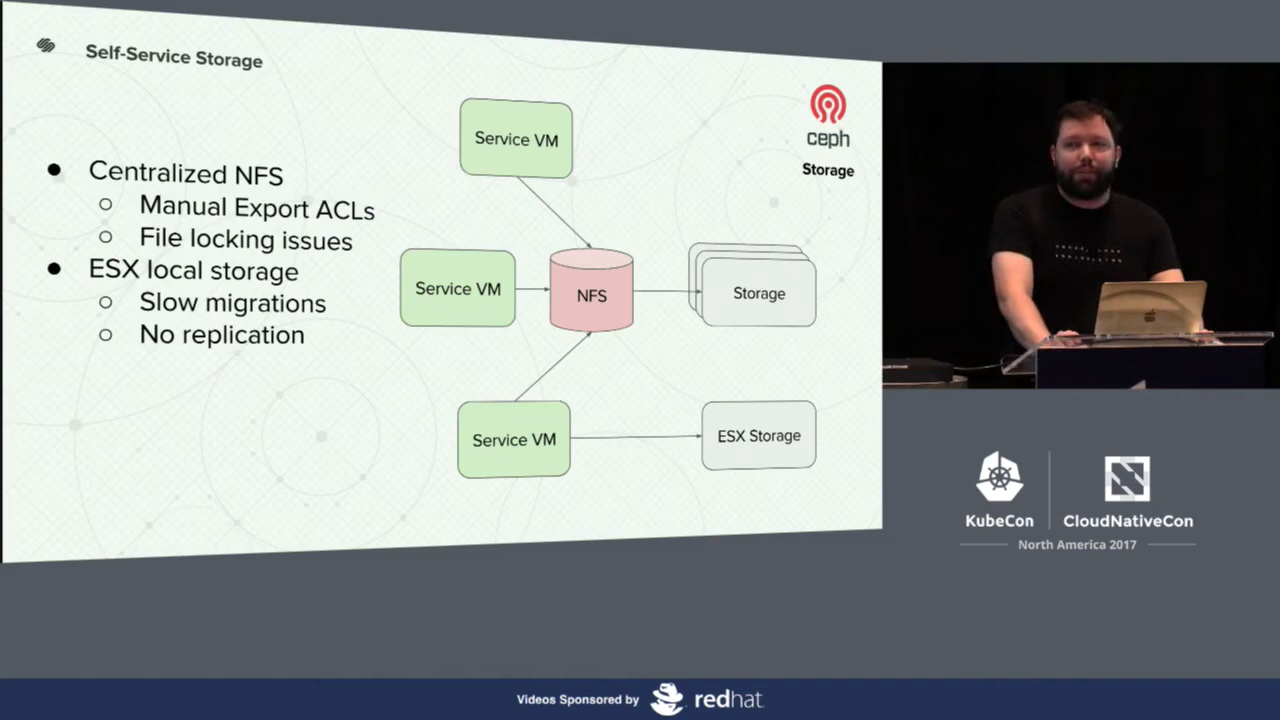 Self-Service Storage
Centralized NFS
Manual Export ACLs
File locking issues
ESX local storage
Slow migrations
No replication
Service VM
Service VM
Service VM
NFS
Storage
ESX Storage
ceph
Storage
KubeCon
CloudNativeCon
North America 2017
Videos Sponsored by
redhat.